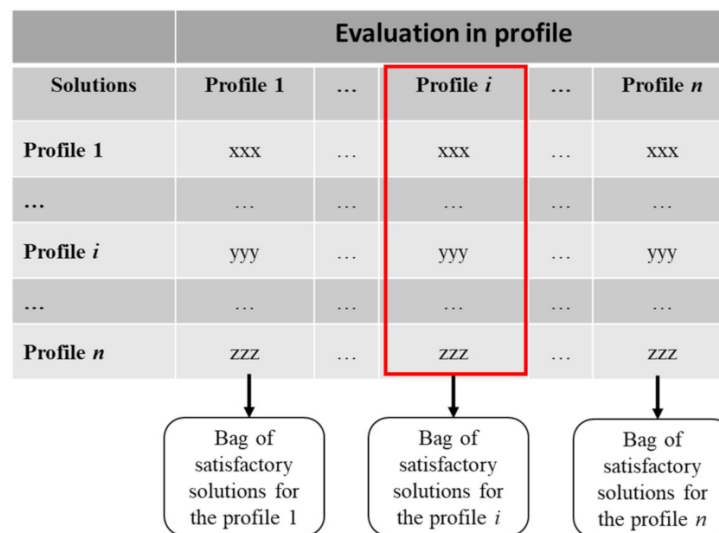 Evaluation in profile
Solutions Profile 1 … Profile i … Profile n
Profile 1 xxx … xxx … xxx
… … … … … …
Profile i yyy … yyy … yyy
… … … … … …
Profile n zzz … zzz … zzz
Bag of satisfactory solutions for the profile 1
Bag of satisfactory solutions for the profile i
Bag of satisfactory solutions for the profile n